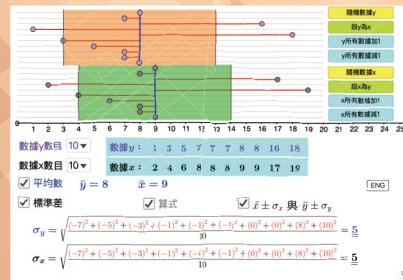 隨機數據y
設y為x
y所有數據加1
y所有數據減1
隨機數據x
設x為y
x所有數據加1
x所有數據減1
0 1 2 3 4 5 6 7 8 9 10 11 12 13 14 15 16 17 18 19 20 21 22 23 24 25
數據y數目 10▼ 數據y： 1 3 5 7 7 7 8 8 16 18
數據x數目 10▼ 數據x： 2 4 6 8 8 8 9 9 17 19
平均數 ȳ = 8 x̄ = 9
ENG
標準差 算式 x̄ ± σx 與 ȳ ± σy
σy = √((−7)² + (−5)² + (−3)² + (−1)² + (−1)² + (−1)² + (0)² + (0)² + (8)² + (10)² / 10) = 5
σx = √((−7)² + (−5)² + (−3)² + (−1)² + (−1)² + (−1)² + (0)² + (0)² + (8)² + (10)² / 10) = 5